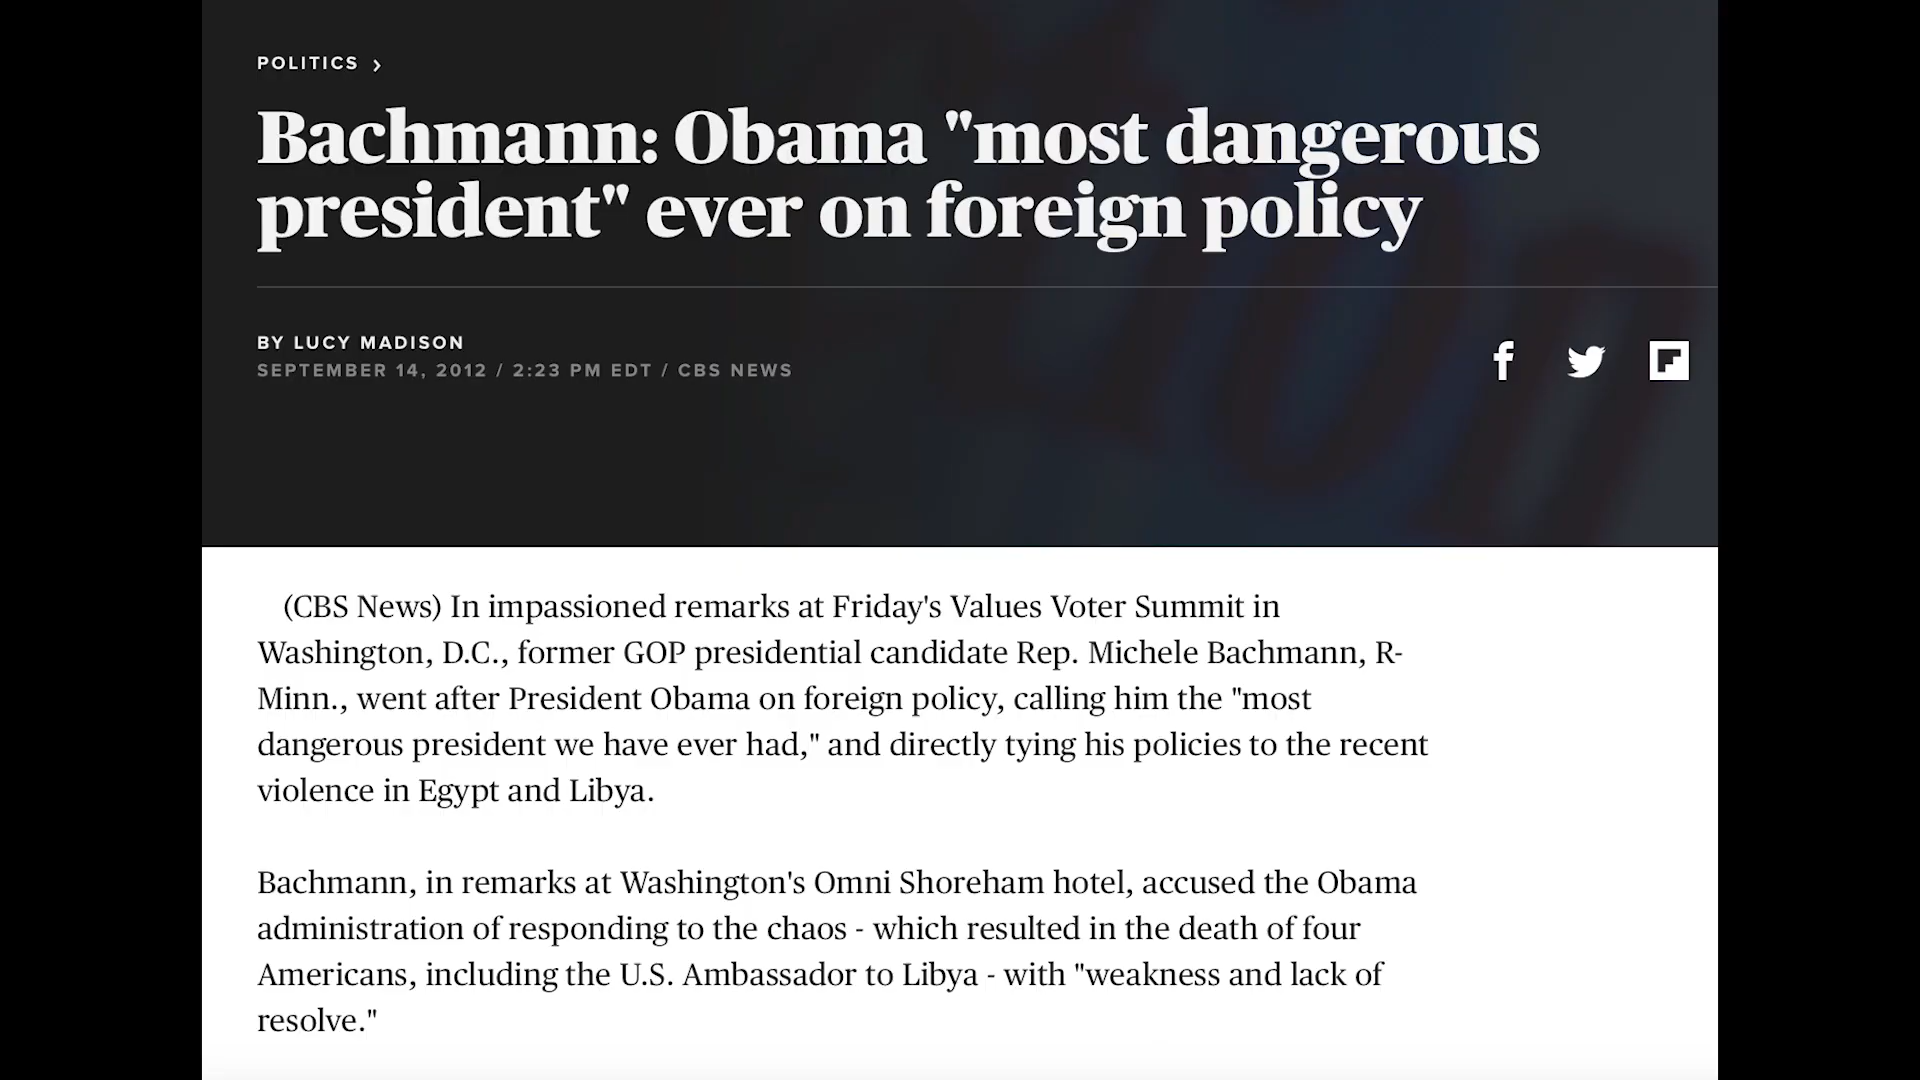 POLITICS ›
Bachmann: Obama "most dangerous
president" ever on foreign policy
BY LUCY MADISON
SEPTEMBER 14, 2012 / 2:23 PM EDT / CBS NEWS
(CBS News) In impassioned remarks at Friday's Values Voter Summit in
Washington, D.C., former GOP presidential candidate Rep. Michele Bachmann, R-
Minn., went after President Obama on foreign policy, calling him the "most
dangerous president we have ever had," and directly tying his policies to the recent
violence in Egypt and Libya.
Bachmann, in remarks at Washington's Omni Shoreham hotel, accused the Obama
administration of responding to the chaos - which resulted in the death of four
Americans, including the U.S. Ambassador to Libya - with "weakness and lack of
resolve."